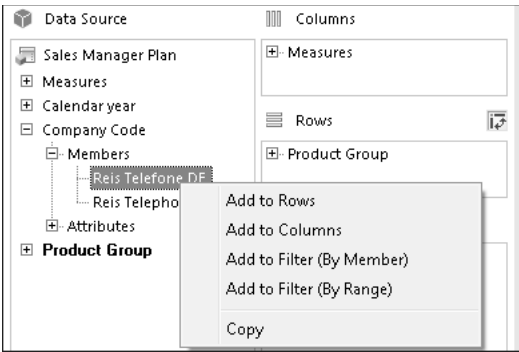 Data Source
Sales Manager Plan
Measures
Calendar year
Company Code
Members
Reis Telefone DE
Reis Telepho
Attributes
Product Group
Columns
Measures
Rows
Product Group
Add to Rows
Add to Columns
Add to Filter (By Member)
Add to Filter (By Range)
Copy